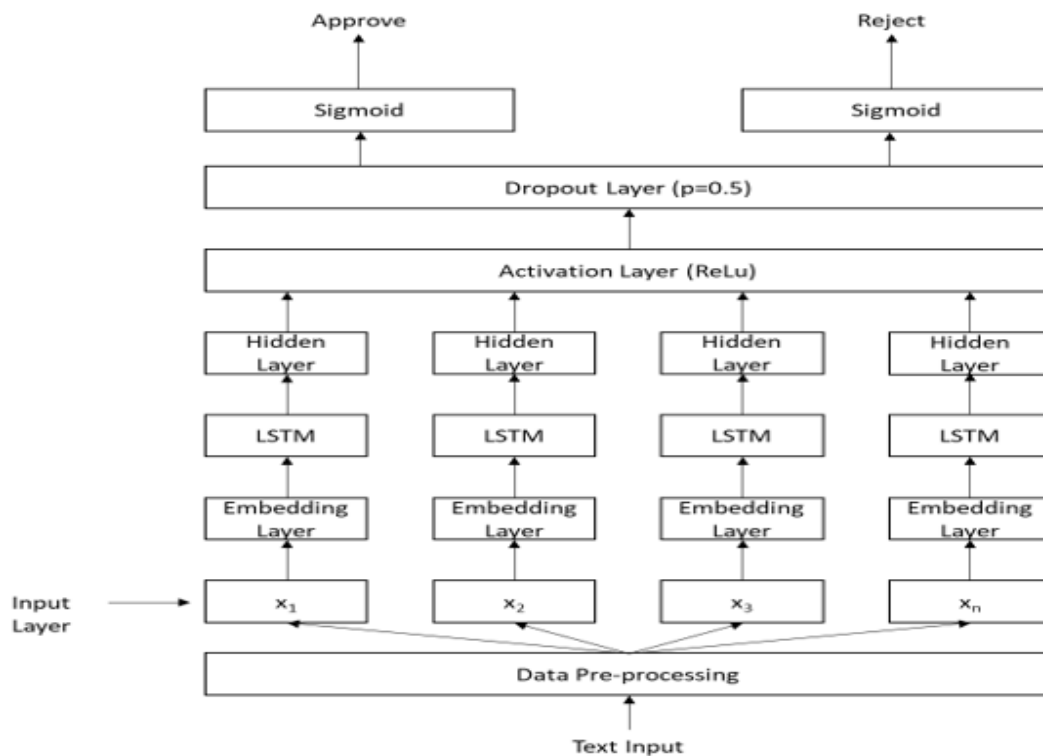 Approve Reject
Sigmoid Sigmoid
Dropout Layer (p=0.5)
Activation Layer (ReLu)
Hidden Layer Hidden Layer Hidden Layer Hidden Layer
LSTM LSTM LSTM LSTM
Embedding Layer Embedding Layer Embedding Layer Embedding Layer
Input Layer x₁ x₂ x₃ xₙ
Data Pre-processing
Text Input